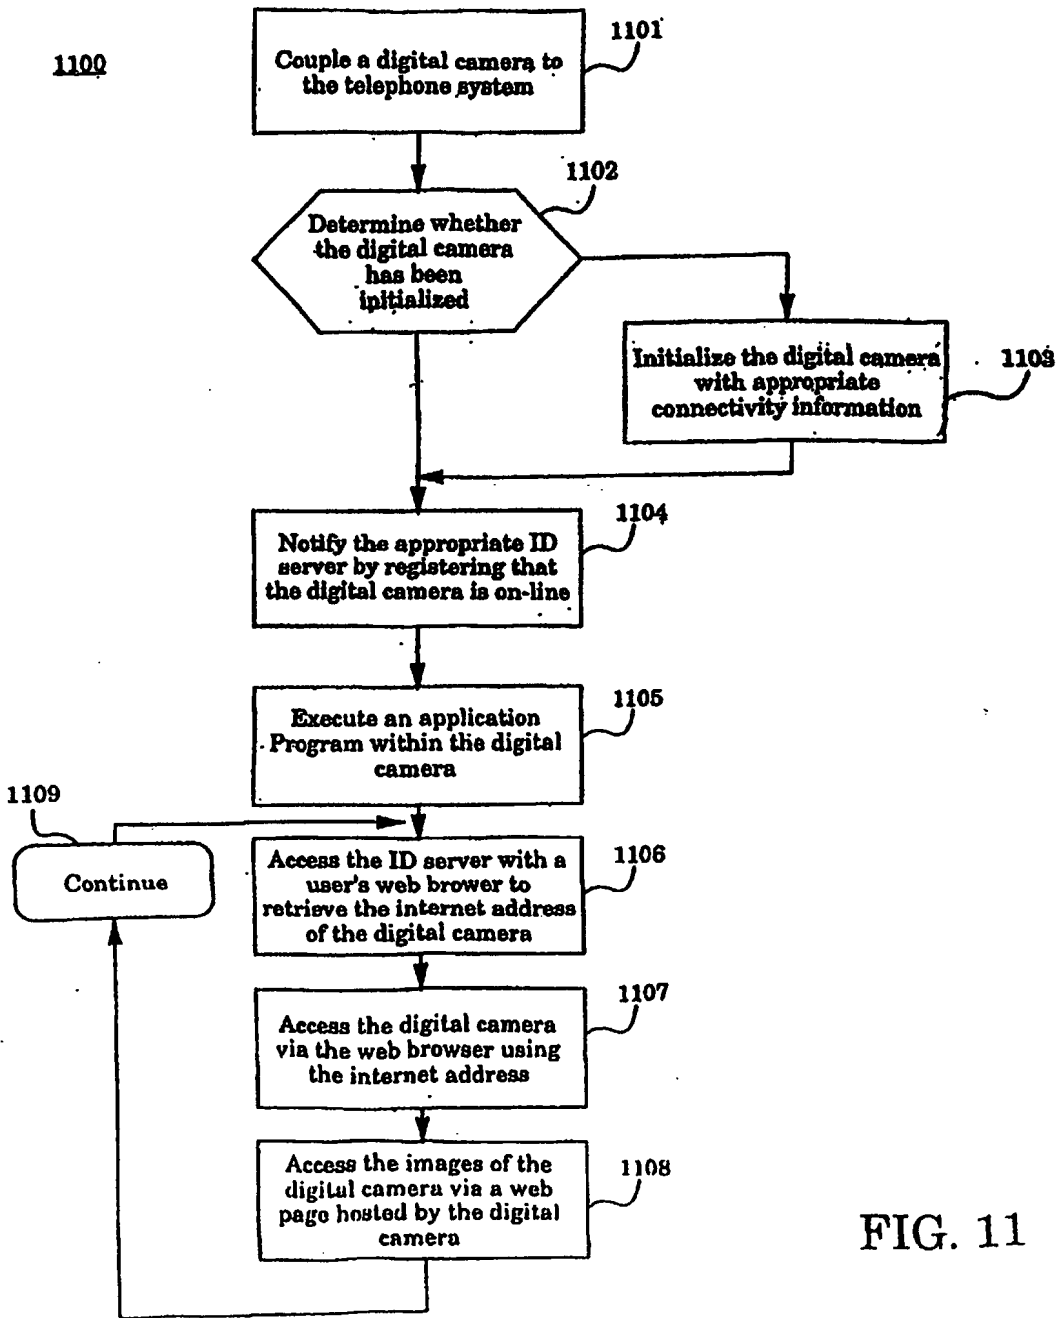 1100
1101
Couple a digital camera to
the telephone system
1102
Determine whether
the digital camera
has been
initialized
Initialize the digital camera
with appropriate
connectivity information
1103
1104
Notify the appropriate ID
server by registering that
the digital camera is on-line
1105
Execute an application
Program within the digital
camera
1109
Continue
1106
Access the ID server with a
user's web brower to
retrieve the internet address
of the digital camera
1107
Access the digital camera
via the web browser using
the internet address
1108
Access the images of the
digital camera via a web
page hosted by the digital
camera
FIG. 11